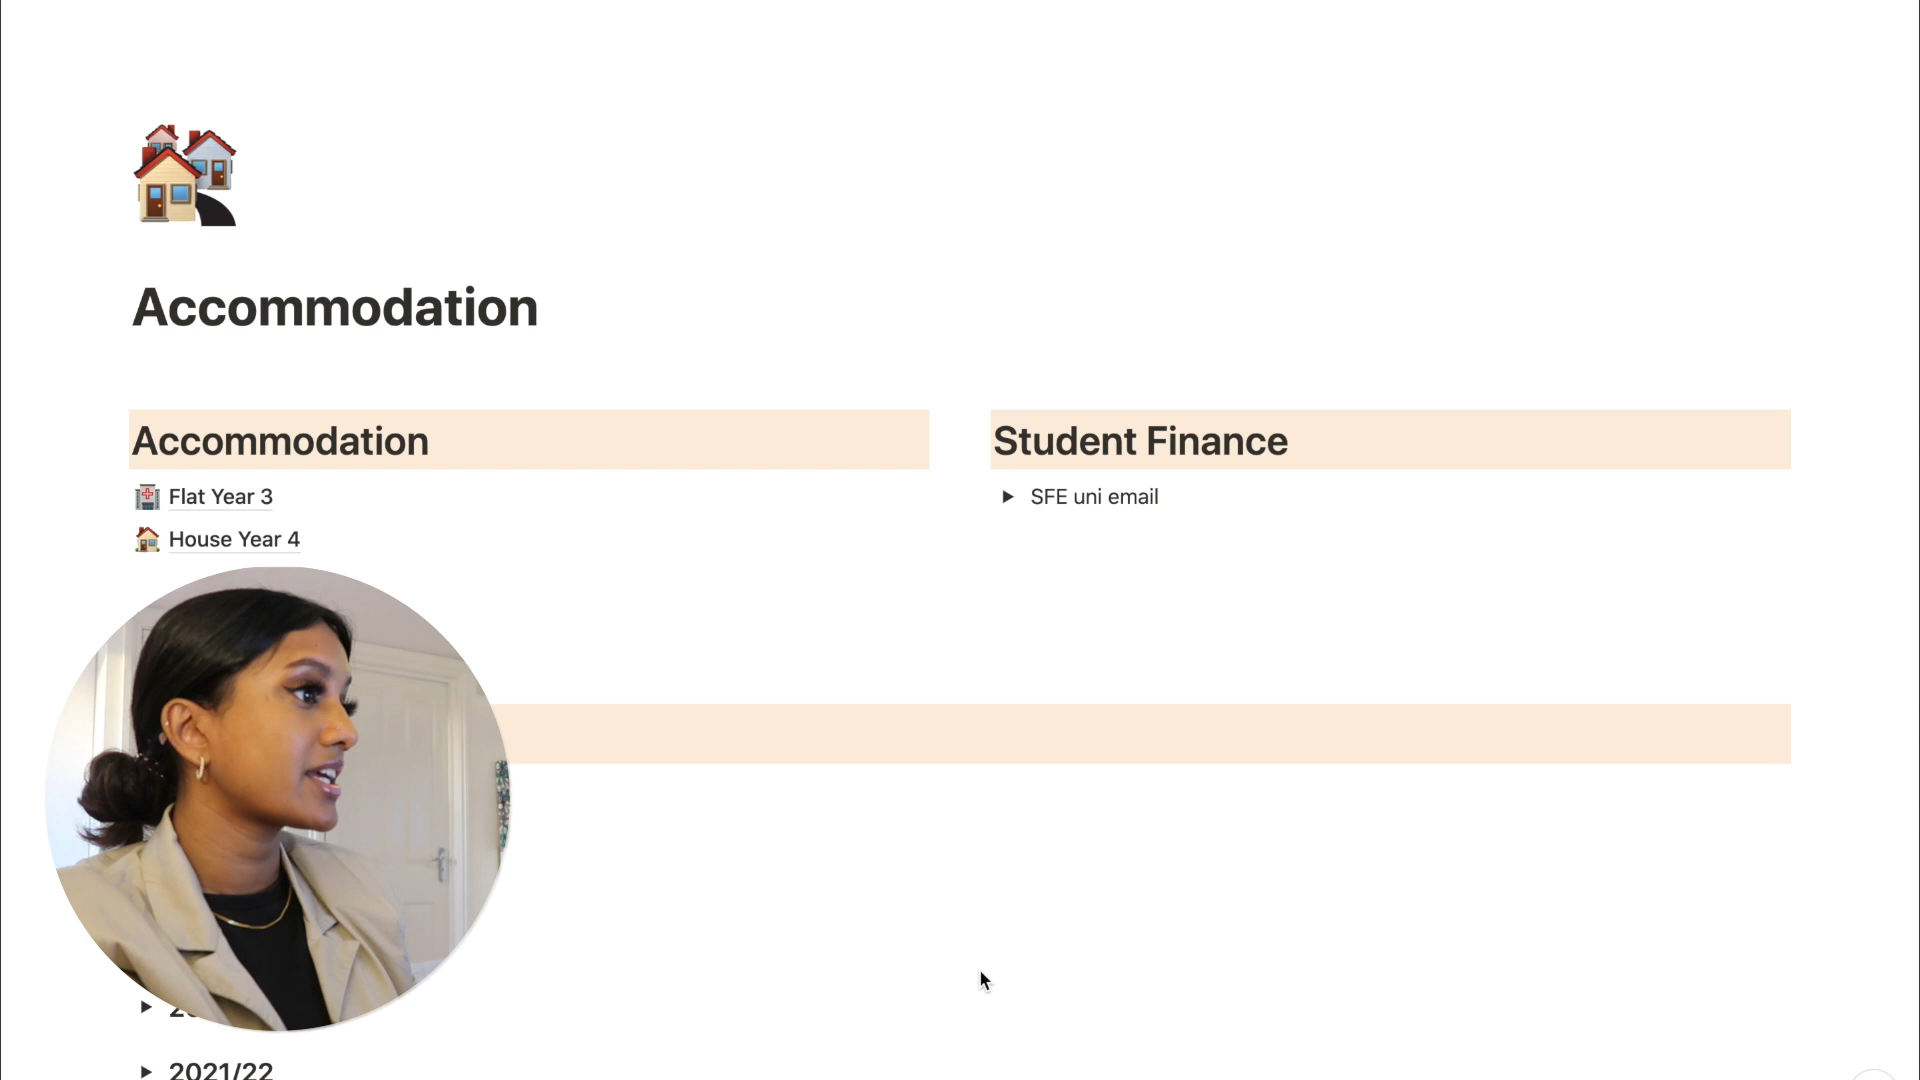 Accommodation
Accommodation
Flat Year 3
House Year 4
Student Finance
SFE uni email
2021/22